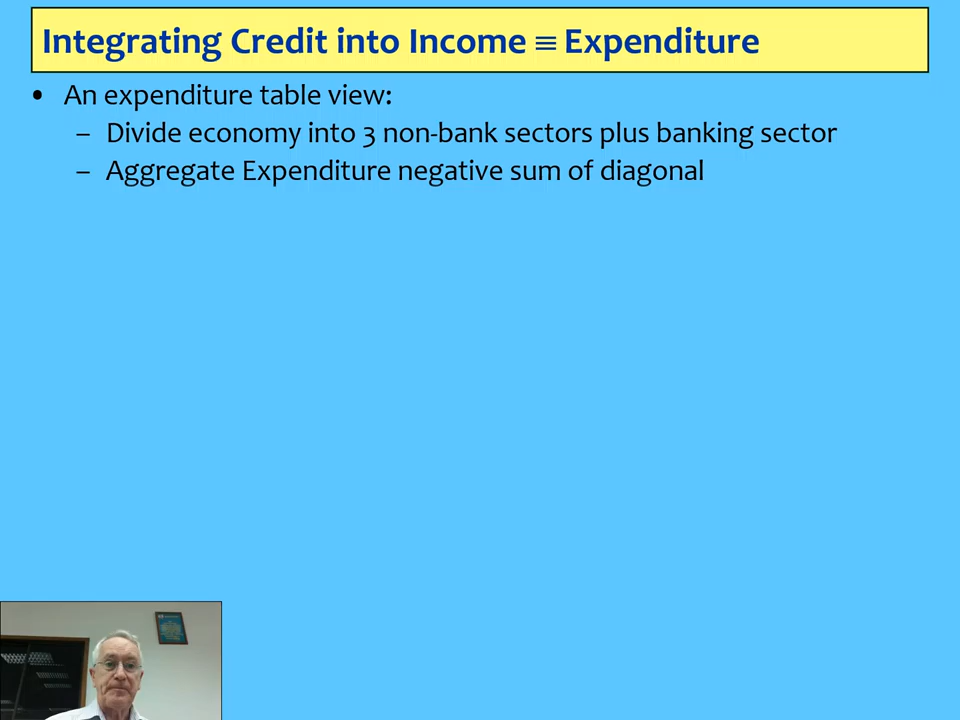 Integrating Credit into Income ≡ Expenditure
• An expenditure table view:
– Divide economy into 3 non-bank sectors plus banking sector
– Aggregate Expenditure negative sum of diagonal